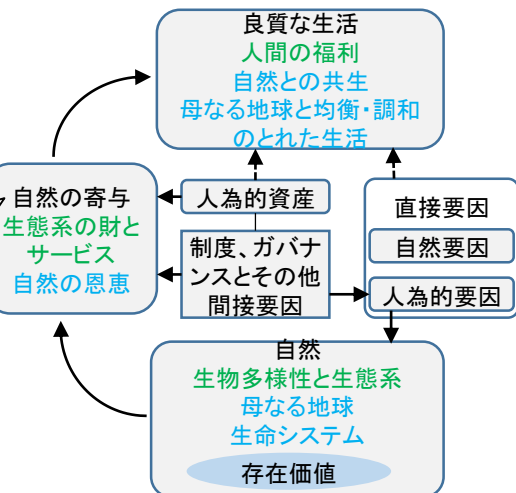 良質な生活
人間の福利
自然との共生
母なる地球と均衡・調和
のとれた生活
自然の寄与
生態系の財と
サービス
自然の恩恵
人為的資産
制度、ガバナ
ンスとその他
間接要因
直接要因
自然要因
人為的要因
自然
生物多様性と生態系
母なる地球
生命システム
存在価値